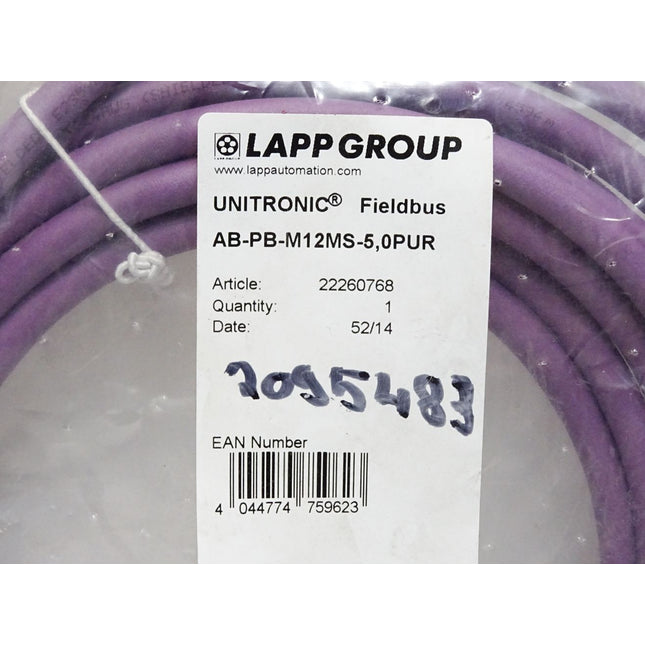 LAPP GROUP
www.lappautomation.com
UNITRONIC® Fieldbus
AB-PB-M12MS-5,0PUR
Article: 22260768
Quantity: 1
Date: 52/14
7095483
EAN Number
4 044774 759623